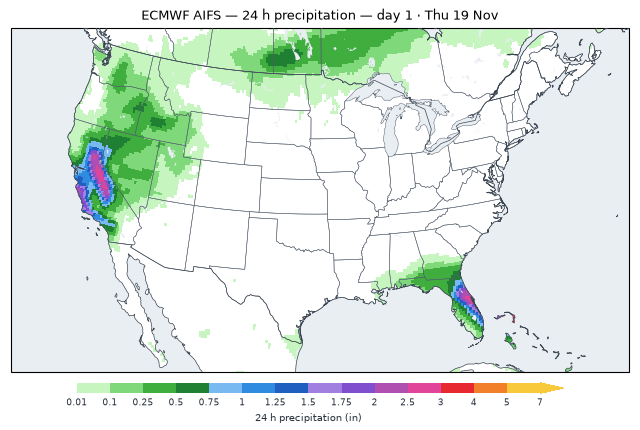 ECMWF AIFS — 24 h precipitation — day 1 · Thu 19 Nov
0.01 0.1 0.25 0.5 0.75 1 1.25 1.5 1.75 2 2.5 3 4 5 7
24 h precipitation (in)